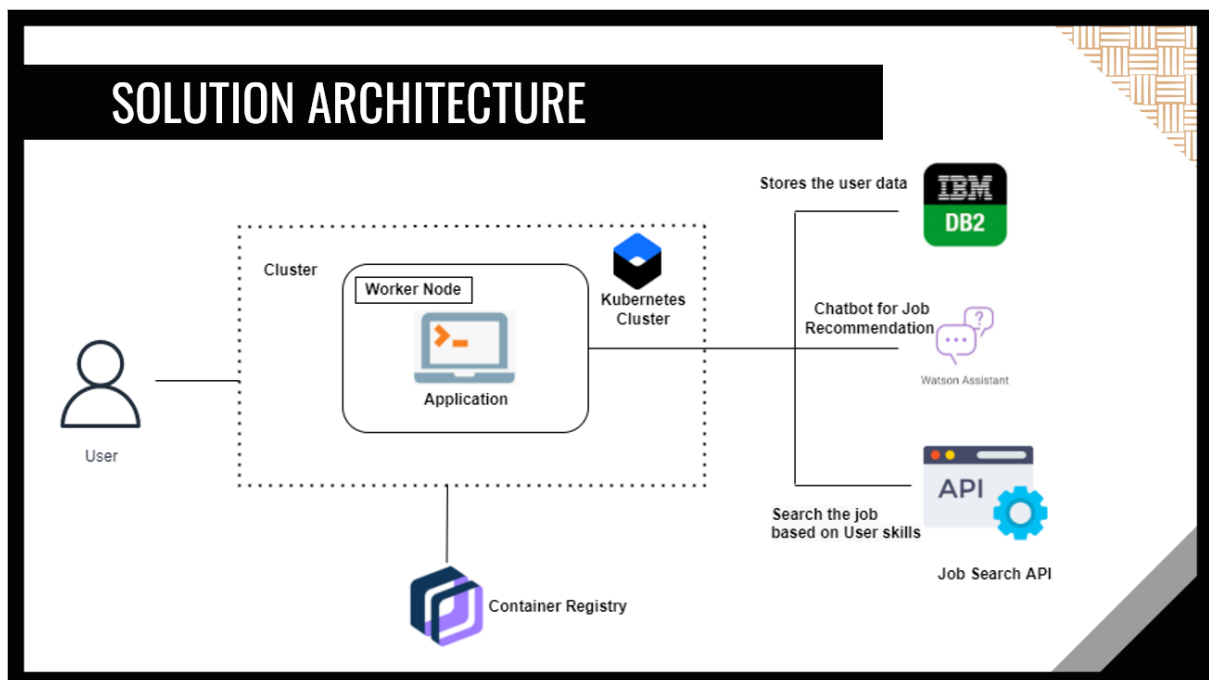 SOLUTION ARCHITECTURE
Stores the user data
IBM
DB2
Cluster
Worker Node
Kubernetes
Cluster
Application
Chatbot for Job
Recommendation
Watson Assistant
User
API
Search the job
based on User skills
Job Search API
Container Registry